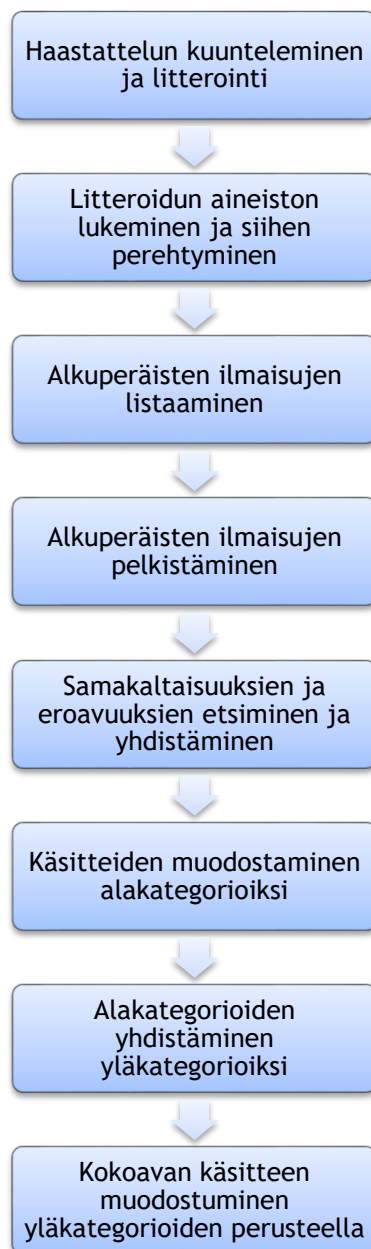 Haastattelun kuunteleminen
ja litterointi
Litteroidun aineiston
lukeminen ja siihen
perehtyminen
Alkuperäisten ilmaisujen
listaaminen
Alkuperäisten ilmaisujen
pelkistäminen
Samakaltaisuuksien ja
eroavuuksien etsiminen ja
yhdistäminen
Käsitteiden muodostaminen
alakategorioiksi
Alakategorioiden
yhdistäminen
yläkategorioiksi
Kokoavan käsitteen
muodostuminen
yläkategorioiden perusteella